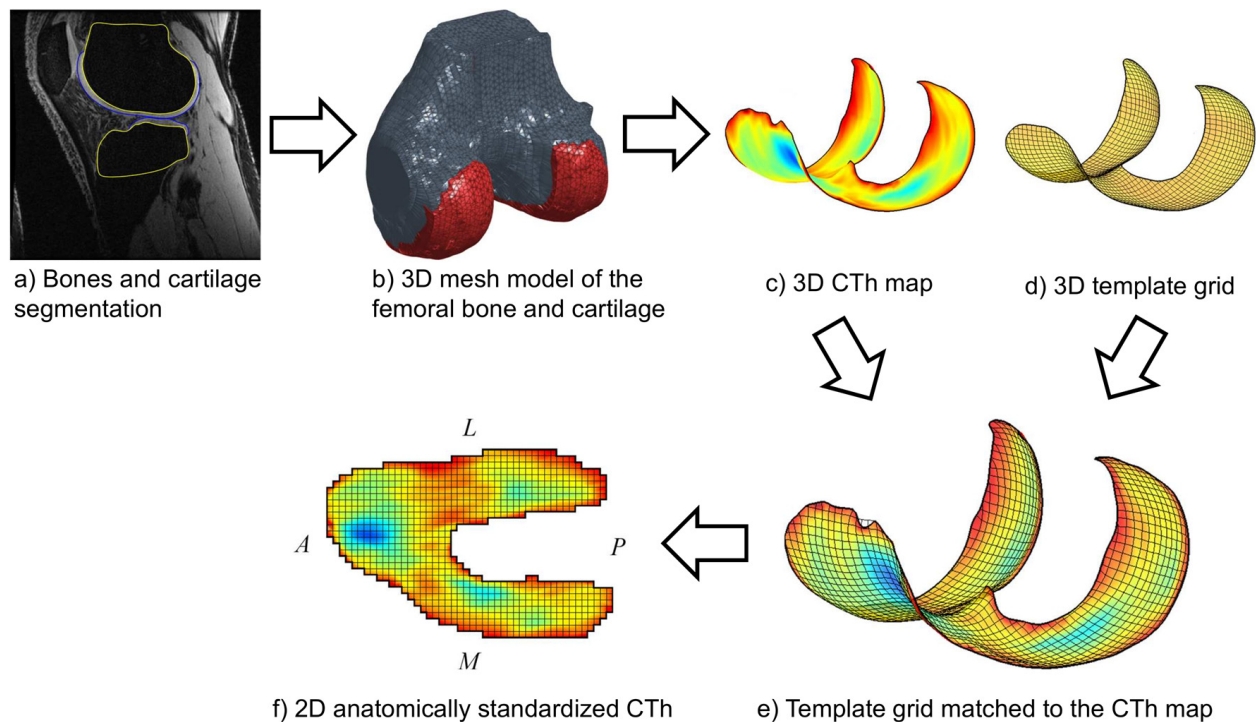 a) Bones and cartilage
segmentation
b) 3D mesh model of the
femoral bone and cartilage
c) 3D CTh map
d) 3D template grid
L
A
P
M
f) 2D anatomically standardized CTh
e) Template grid matched to the CTh map